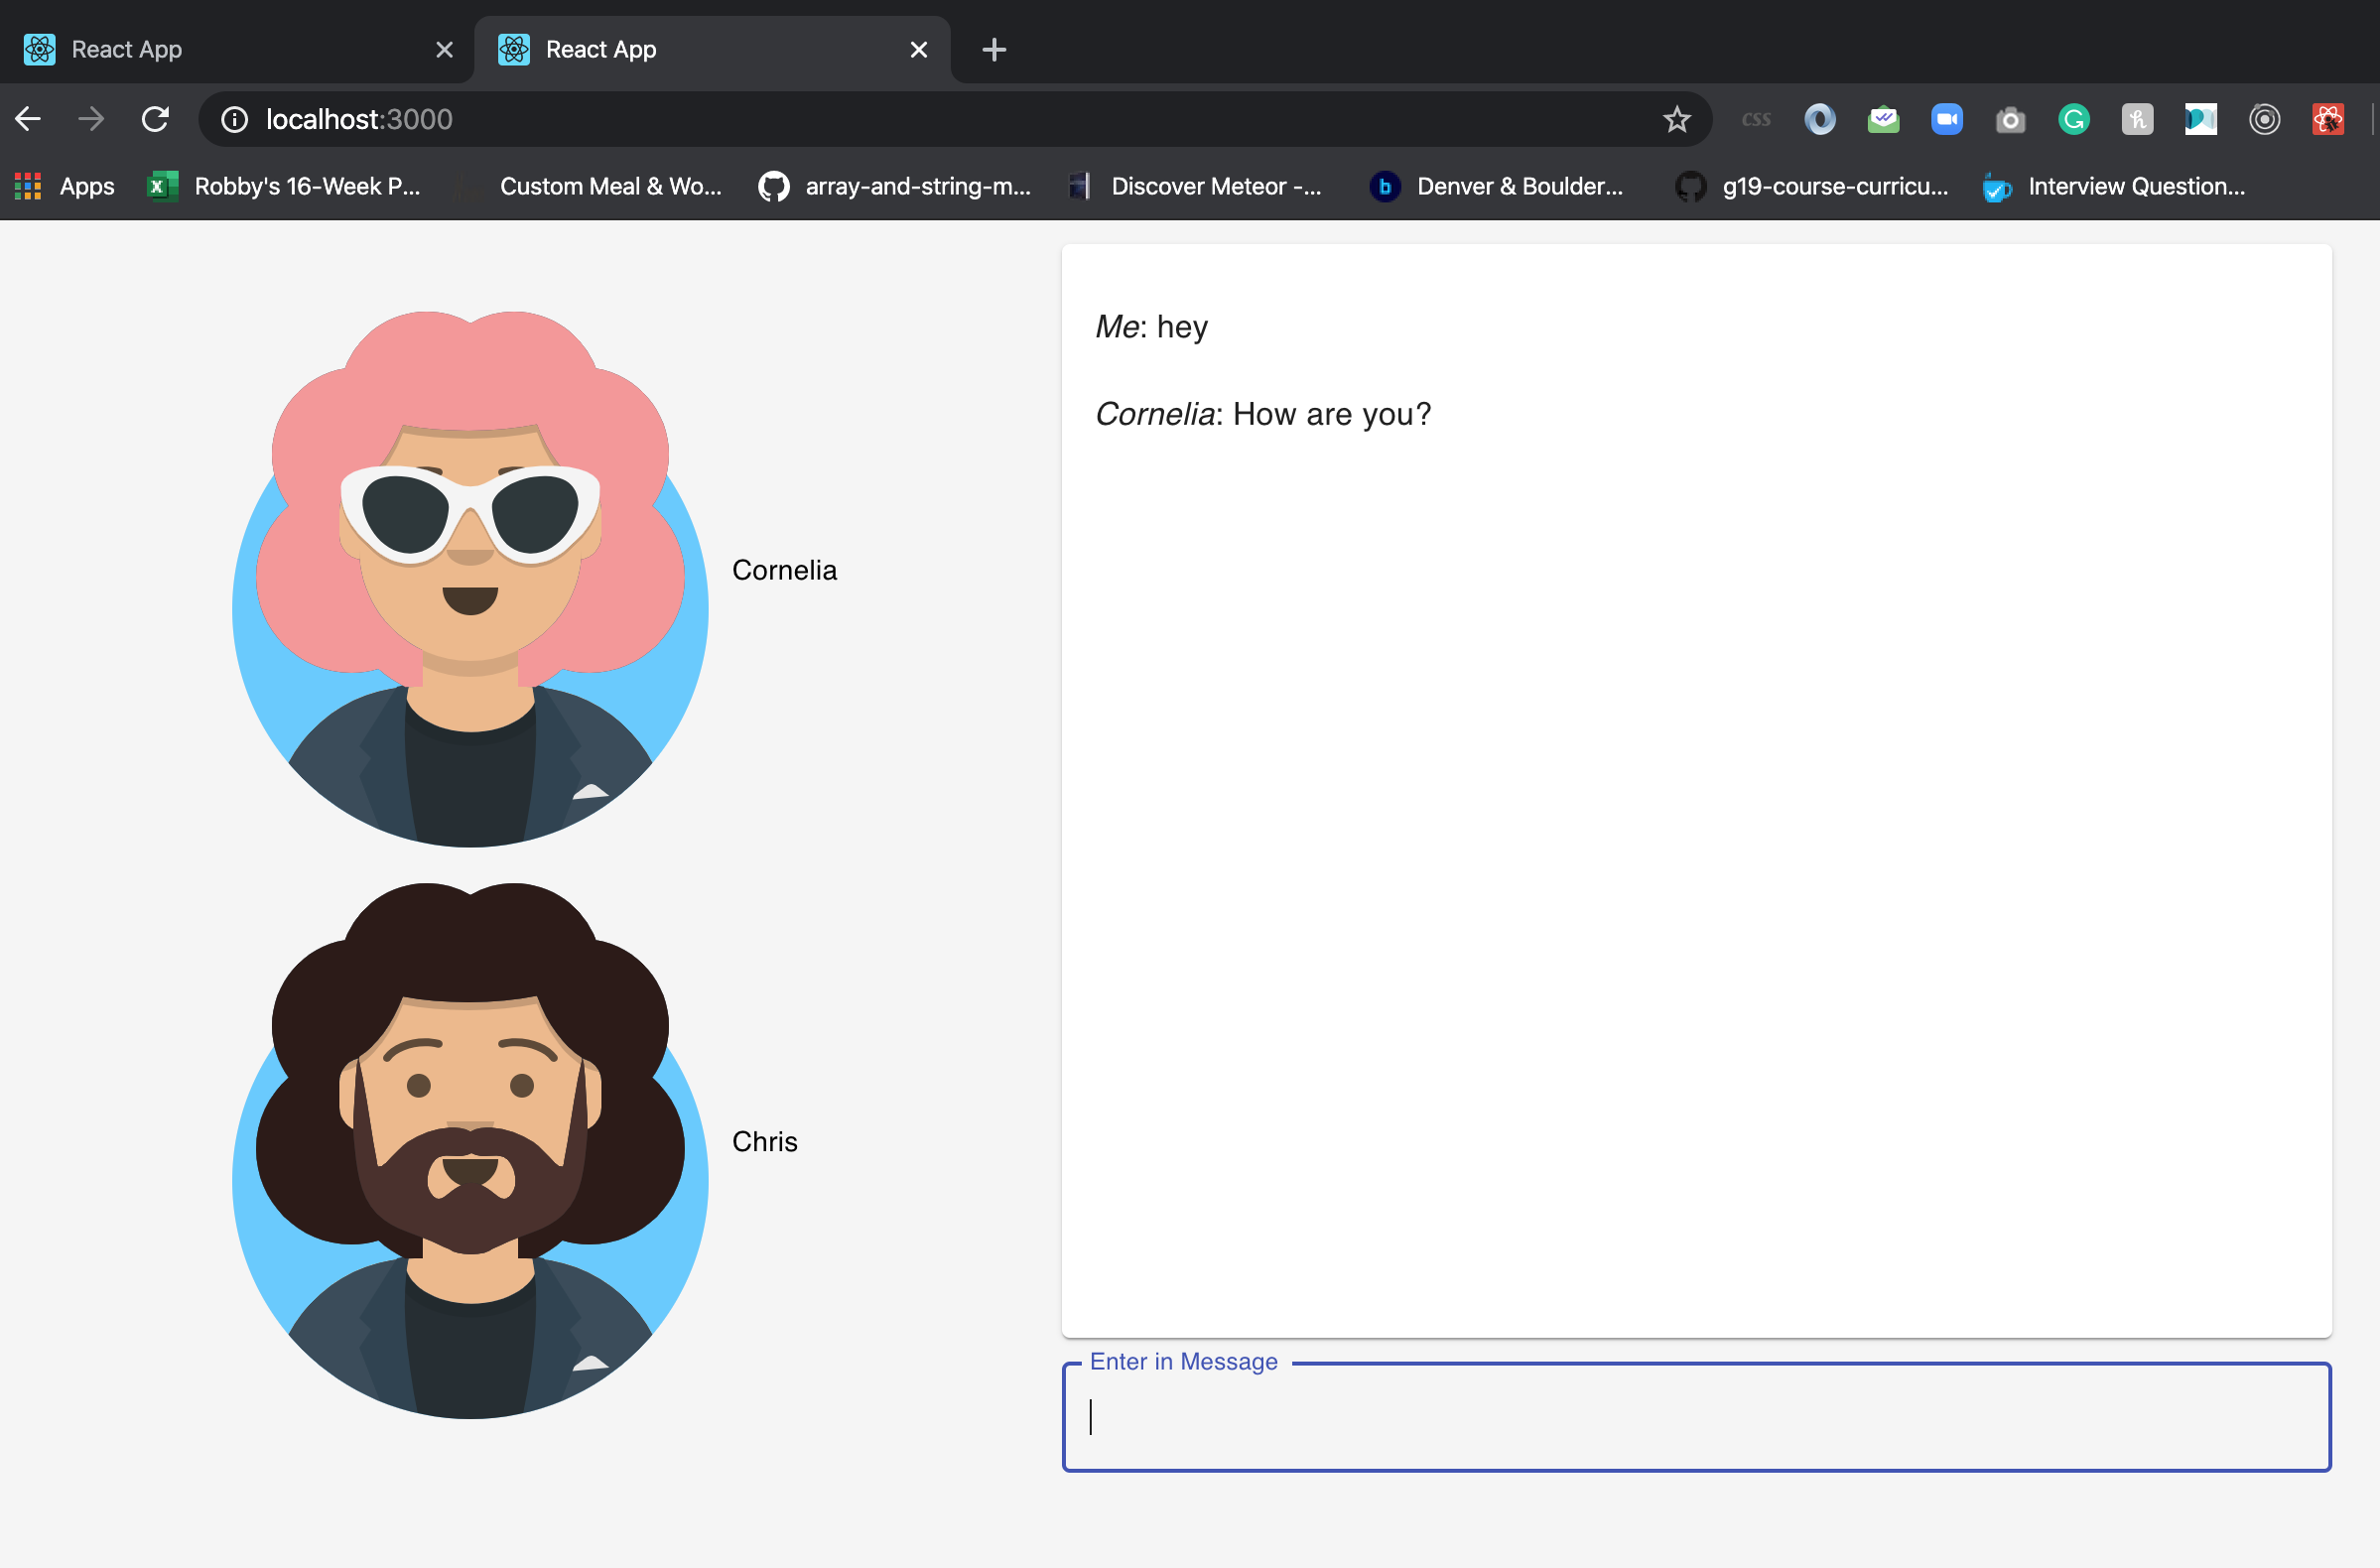 React App
React App
localhost:3000
css
Apps
Robby's 16-Week P...
Custom Meal & Wo...
array-and-string-m...
Discover Meteor -...
b
Denver & Boulder...
g19-course-curricu...
Interview Question...
Cornelia
Chris
Me: hey
Cornelia: How are you?
Enter in Message